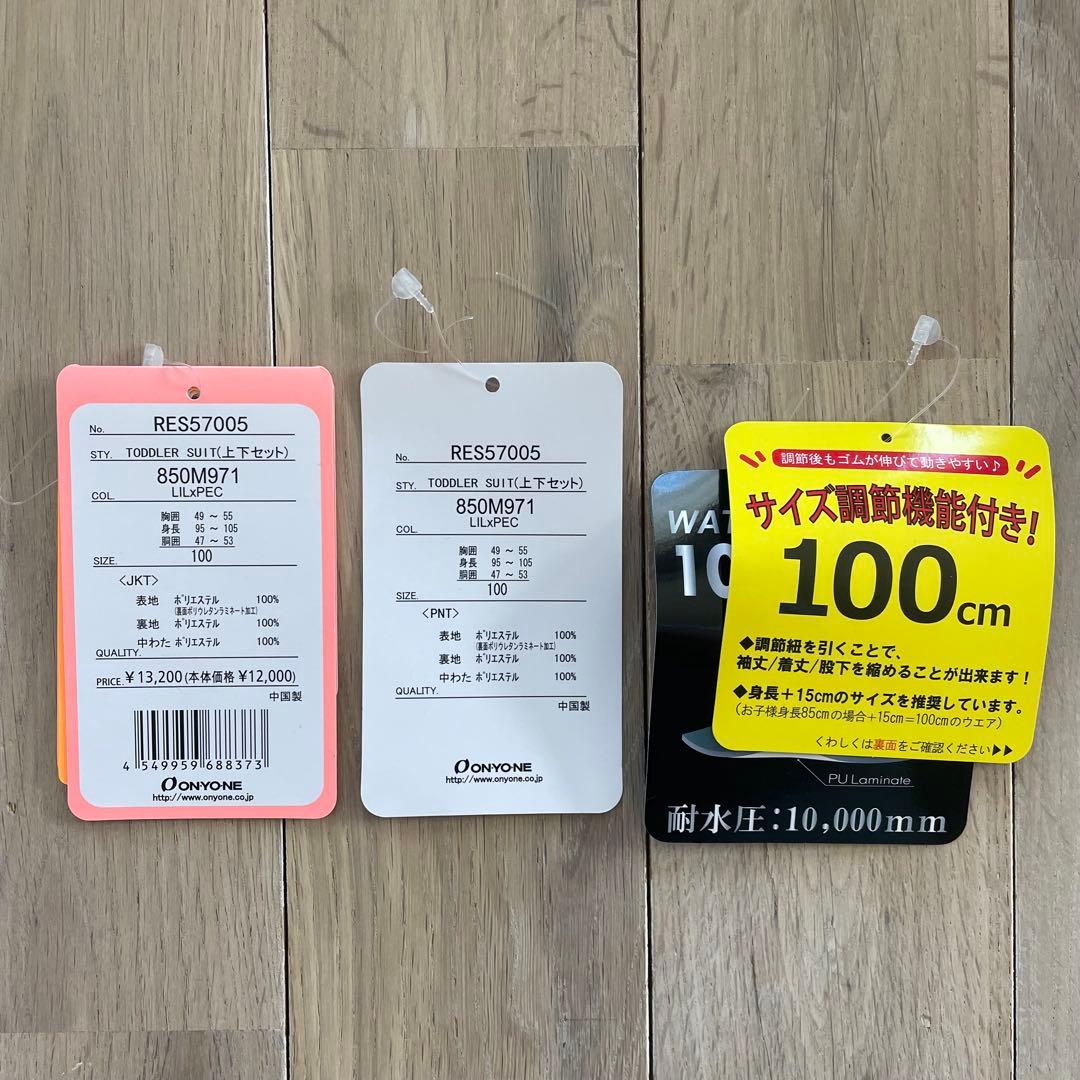 No. RES57005
STY. TODDLER SUIT(上下セット)
850M971
COL. LILxPEC
胸囲 49 ～ 55
身長 95 ～ 105
胴囲 47 ～ 53
SIZE. 100
<JKT>
表地 ポリエステル 100%
(裏面ポリウレタンラミネート加工)
裏地 ポリエステル 100%
中わた ポリエステル 100%
QUALITY.
PRICE. ¥13,200(本体価格 ¥12,000)
中国製
4 549959 688373
ONYONE
http://www.onyone.co.jp
No. RES57005
STY. TODDLER SUIT(上下セット)
850M971
COL. LILxPEC
胸囲 49 ～ 55
身長 95 ～ 105
胴囲 47 ～ 53
SIZE. 100
<PNT>
表地 ポリエステル 100%
(裏面ポリウレタンラミネート加工)
裏地 ポリエステル 100%
中わた ポリエステル 100%
QUALITY.
中国製
ONYONE
http://www.onyone.co.jp
調節後もゴムが伸びて動きやすい♪
サイズ調節機能付き!
100cm
◆調節紐を引くことで、
袖丈/着丈/股下を縮めることが出来ます！
◆身長＋15cmのサイズを推奨しています。
(お子様身長85cmの場合＋15cm＝100cmのウエア)
くわしくは裏面をご確認ください▶▶
WAT
10
PU Laminate
耐水圧：10,000mm